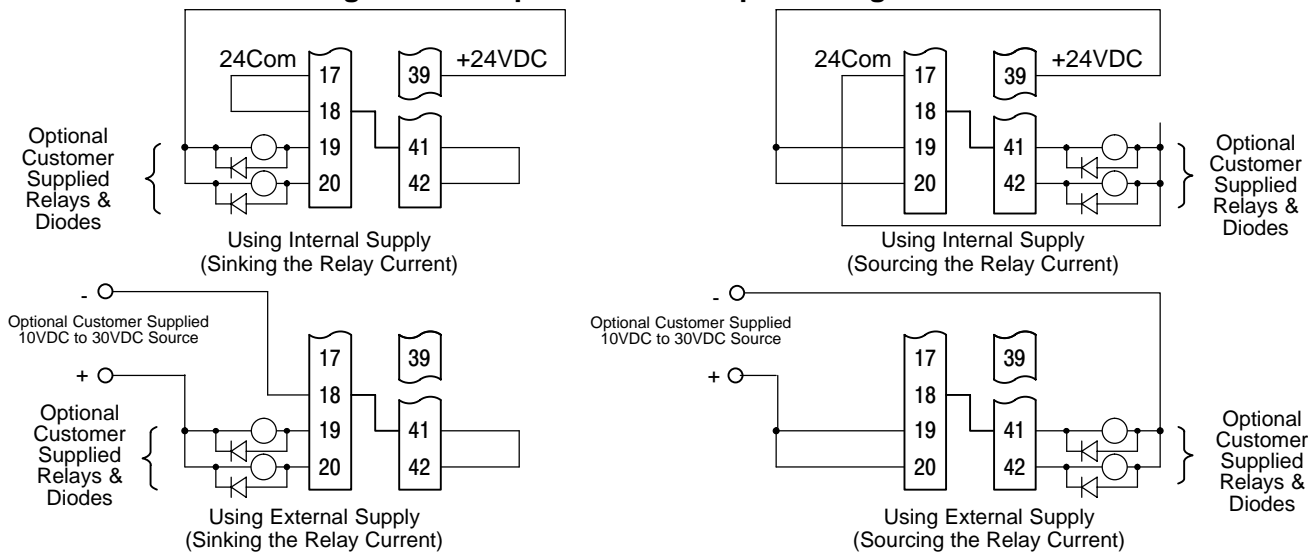 24Com
17
18
19
20
39
+24VDC
41
42
Optional
Customer
Supplied
Relays &
Diodes
Using Internal Supply
(Sinking the Relay Current)
24Com
17
18
19
20
39
+24VDC
41
42
Optional
Customer
Supplied
Relays &
Diodes
Using Internal Supply
(Sourcing the Relay Current)
-
Optional Customer Supplied
10VDC to 30VDC Source
+
17
18
19
20
39
41
42
Optional
Customer
Supplied
Relays &
Diodes
Using External Supply
(Sinking the Relay Current)
-
Optional Customer Supplied
10VDC to 30VDC Source
+
17
18
19
20
39
41
42
Optional
Customer
Supplied
Relays &
Diodes
Using External Supply
(Sourcing the Relay Current)